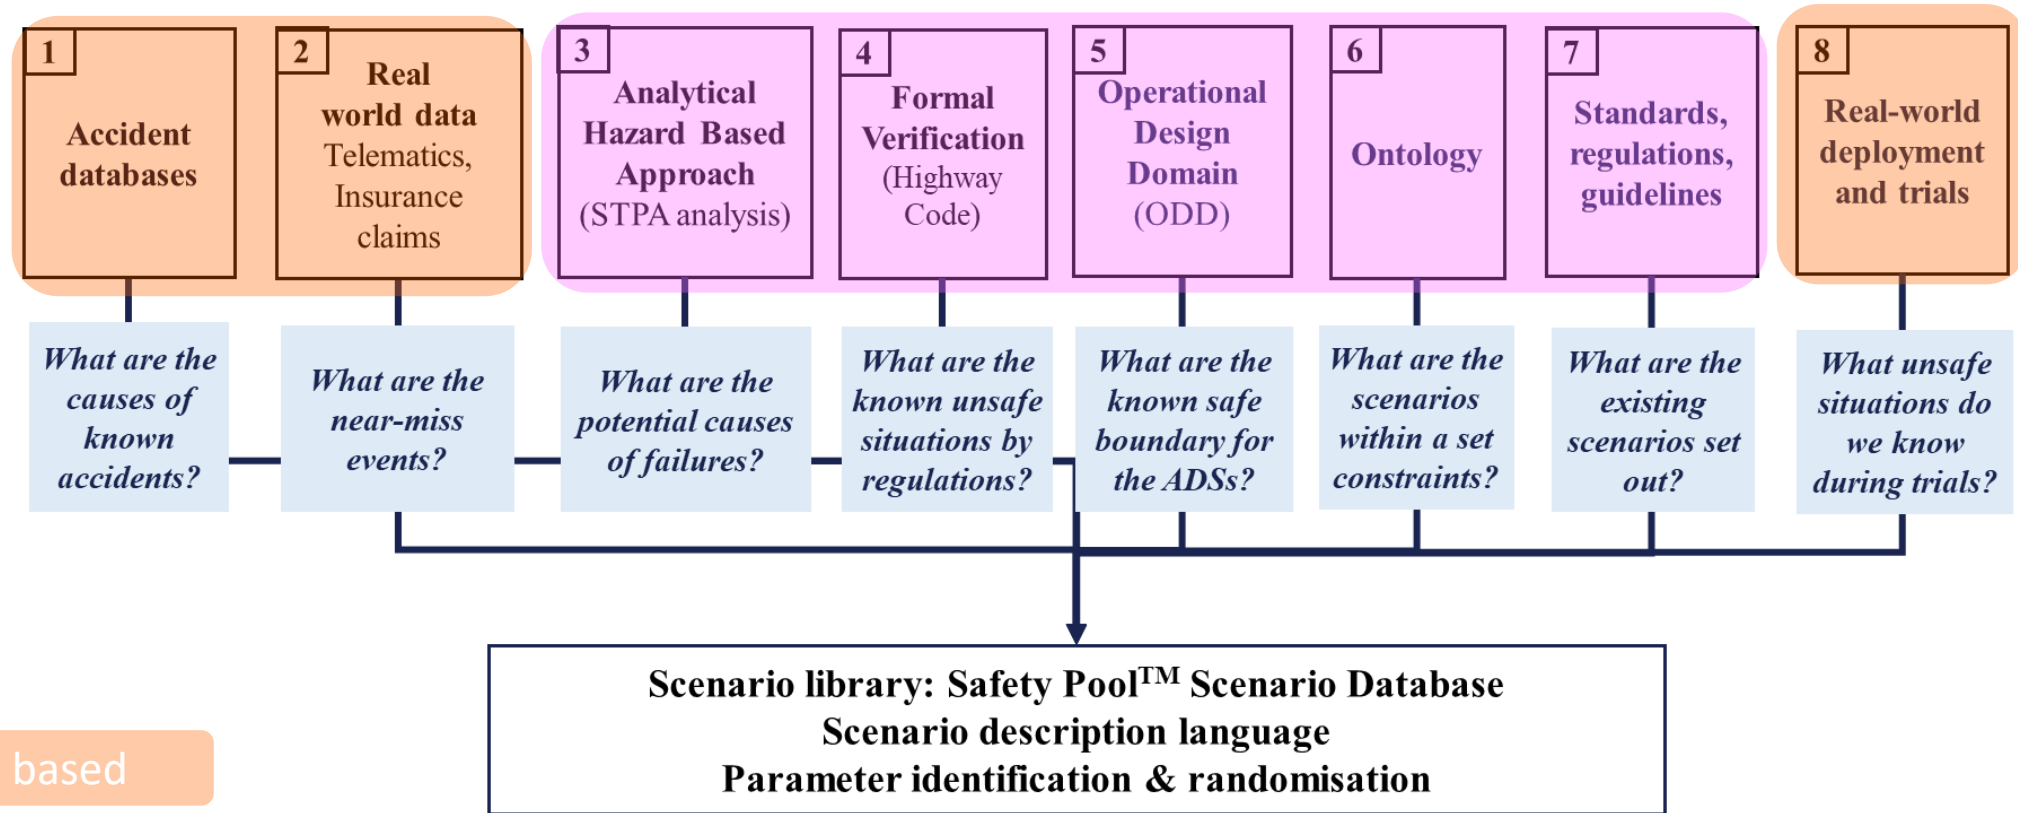 1
Accident
databases
2
Real
world data
Telematics,
Insurance
claims
3
Analytical
Hazard Based
Approach
(STPA analysis)
4
Formal
Verification
(Highway
Code)
5
Operational
Design
Domain
(ODD)
6
Ontology
7
Standards,
regulations,
guidelines
8
Real-world
deployment
and trials
What are the
causes of
known
accidents?
What are the
near-miss
events?
What are the
potential causes
of failures?
What are the
known unsafe
situations by
regulations?
What are the
known safe
boundary for
the ADSs?
What are the
scenarios
within a set
constraints?
What are the
existing
scenarios set
out?
What unsafe
situations do
we know
during trials?
Scenario library: Safety Pool™ Scenario Database
Scenario description language
Parameter identification & randomisation
based